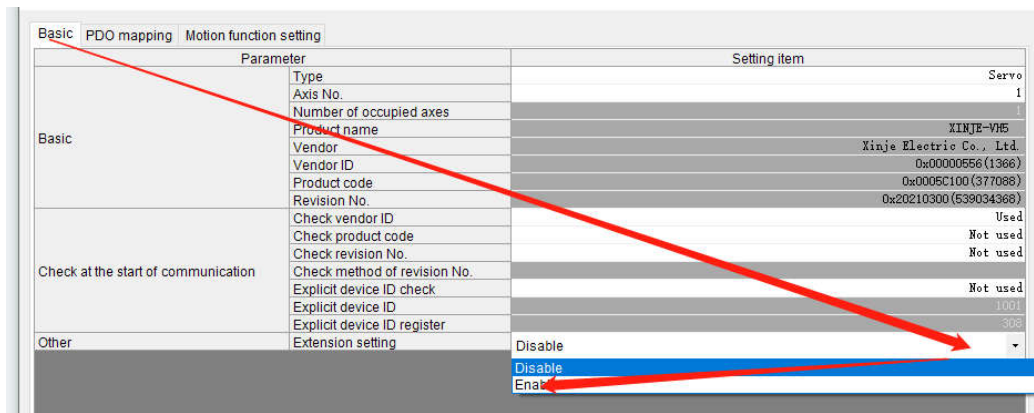 Basic PDO mapping Motion function setting
Parameter Setting item
Basic
Type Servo
Axis No. 1
Number of occupied axes 1
Product name XINJE-VH5
Vendor Xinje Electric Co., Ltd.
Vendor ID 0x00000556(1366)
Product code 0x0005C100(377088)
Revision No. 0x20210300(539034368)
Check at the start of communication
Check vendor ID Used
Check product code Not used
Check revision No. Not used
Check method of revision No.
Explicit device ID check Not used
Explicit device ID 1001
Explicit device ID register 308
Other Extension setting Disable
Disable